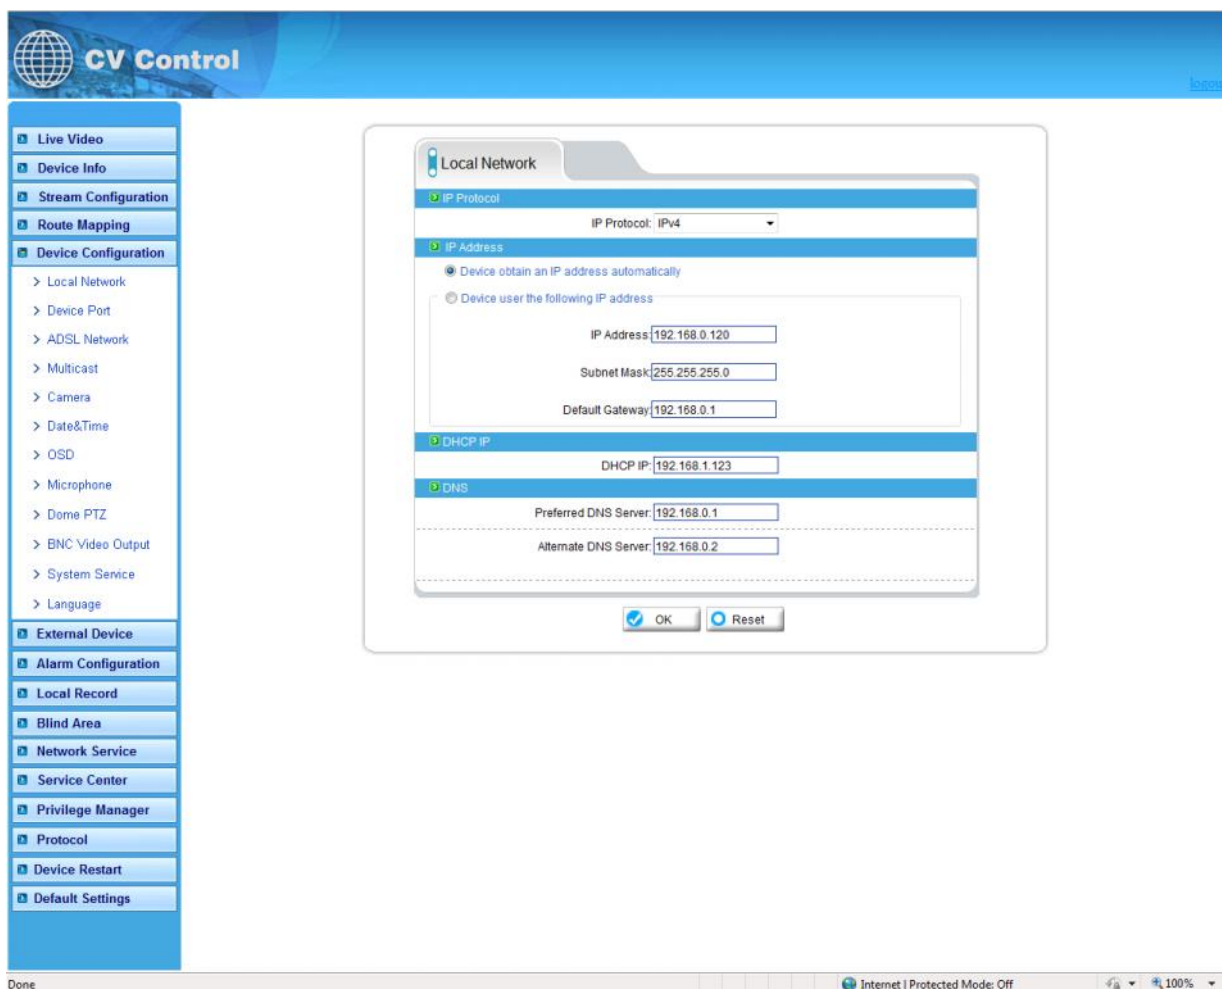 CV Control
logou
Live Video
Device Info
Stream Configuration
Route Mapping
Device Configuration
Local Network
Device Port
ADSL Network
Multicast
Camera
Date&Time
OSD
Microphone
Dome PTZ
BNC Video Output
System Service
Language
External Device
Alarm Configuration
Local Record
Blind Area
Network Service
Service Center
Privilege Manager
Protocol
Device Restart
Default Settings
Local Network
IP Protocol
IP Protocol: IPv4
IP Address
Device obtain an IP address automatically
Device user the following IP address
IP Address: 192.168.0.120
Subnet Mask: 255.255.255.0
Default Gateway: 192.168.0.1
DHCP IP
DHCP IP: 192.168.1.123
DNS
Preferred DNS Server: 192.168.0.1
Alternate DNS Server: 192.168.0.2
OK Reset
Done Internet | Protected Mode: Off 100%